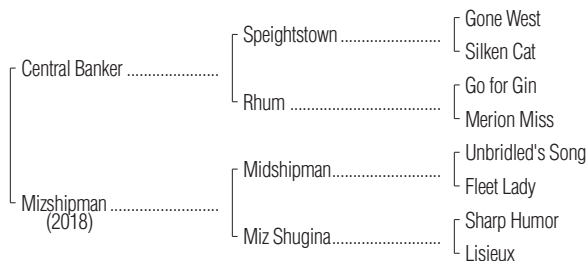 Gone West
Speightstown
Silken Cat
Central Banker
Go for Gin
Rhum
Merion Miss
Unbridled's Song
Midshipman
Fleet Lady
Mizshipman
(2018)
Sharp Humor
Miz Shugina
Lisieux